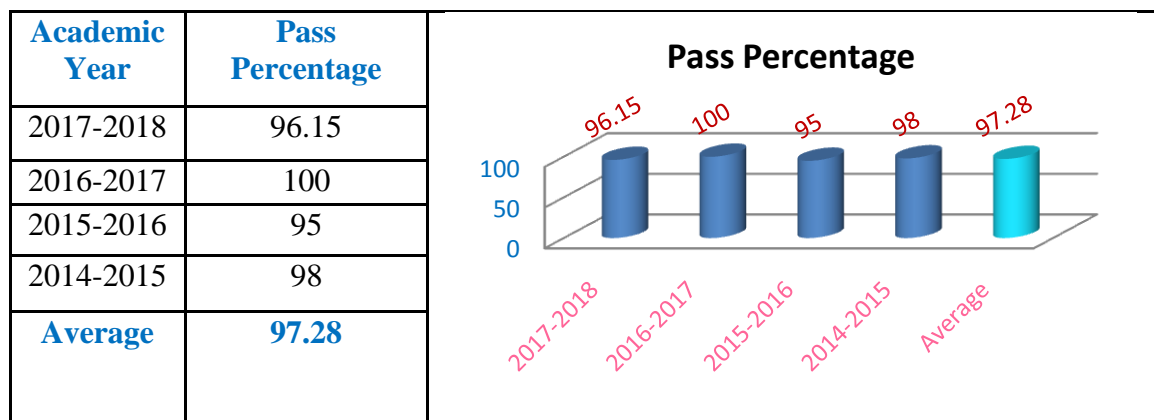 Academic Year
Pass Percentage
2017-2018 96.15
2016-2017 100
2015-2016 95
2014-2015 98
Average 97.28
Pass Percentage
96.15 100 95 98 97.28
100
50
0
2017-2018 2016-2017 2015-2016 2014-2015 Average